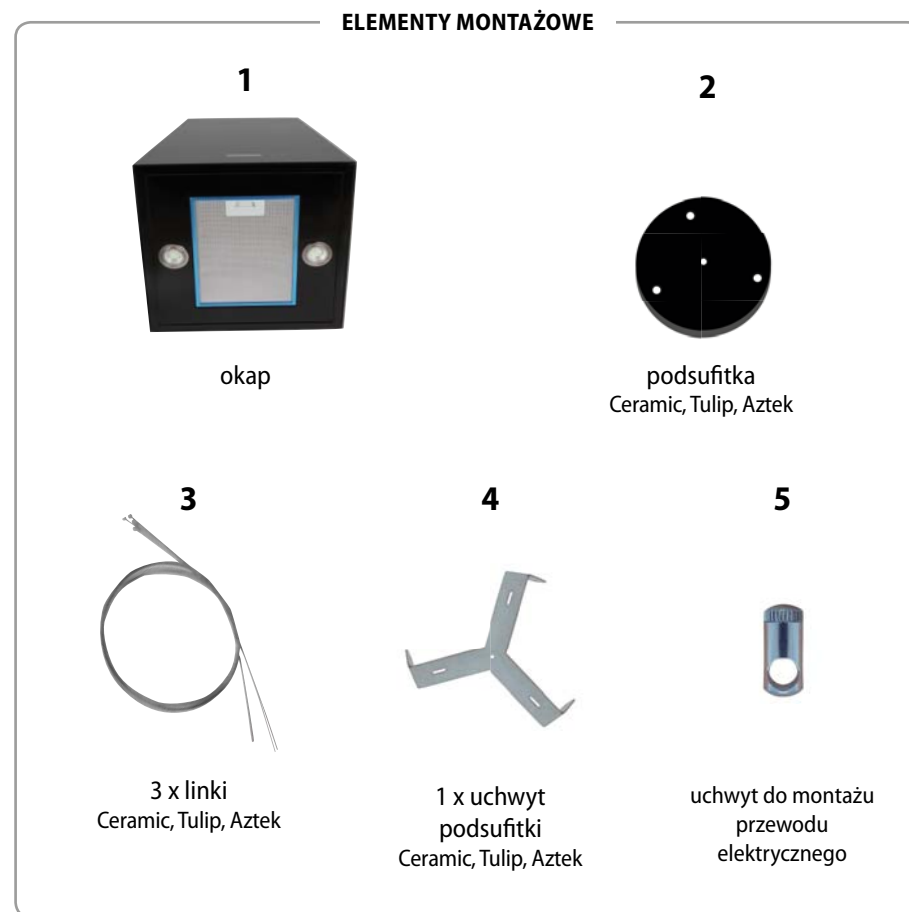 ELEMENTY MONTAŻOWE
1
2
okap
podsufitka
Ceramic, Tulip, Aztek
3
4
5
3 x linki
Ceramic, Tulip, Aztek
1 x uchwyt
podsufitki
Ceramic, Tulip, Aztek
uchwyt do montażu
przewodu
elektrycznego